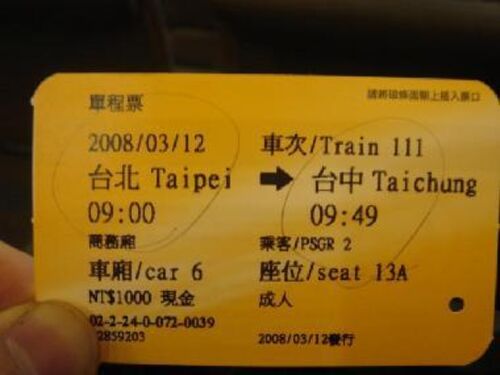 單程票
請將磁條面朝上插入票口
2008/03/12 車次/Train 111
台北 Taipei → 台中 Taichung
09:00 09:49
商務廂 乘客/PSGR 2
車廂/car 6 座位/seat 13A
NT$1000 現金 成人
02-2-24-0-072-0039
2859203 2008/03/12發行